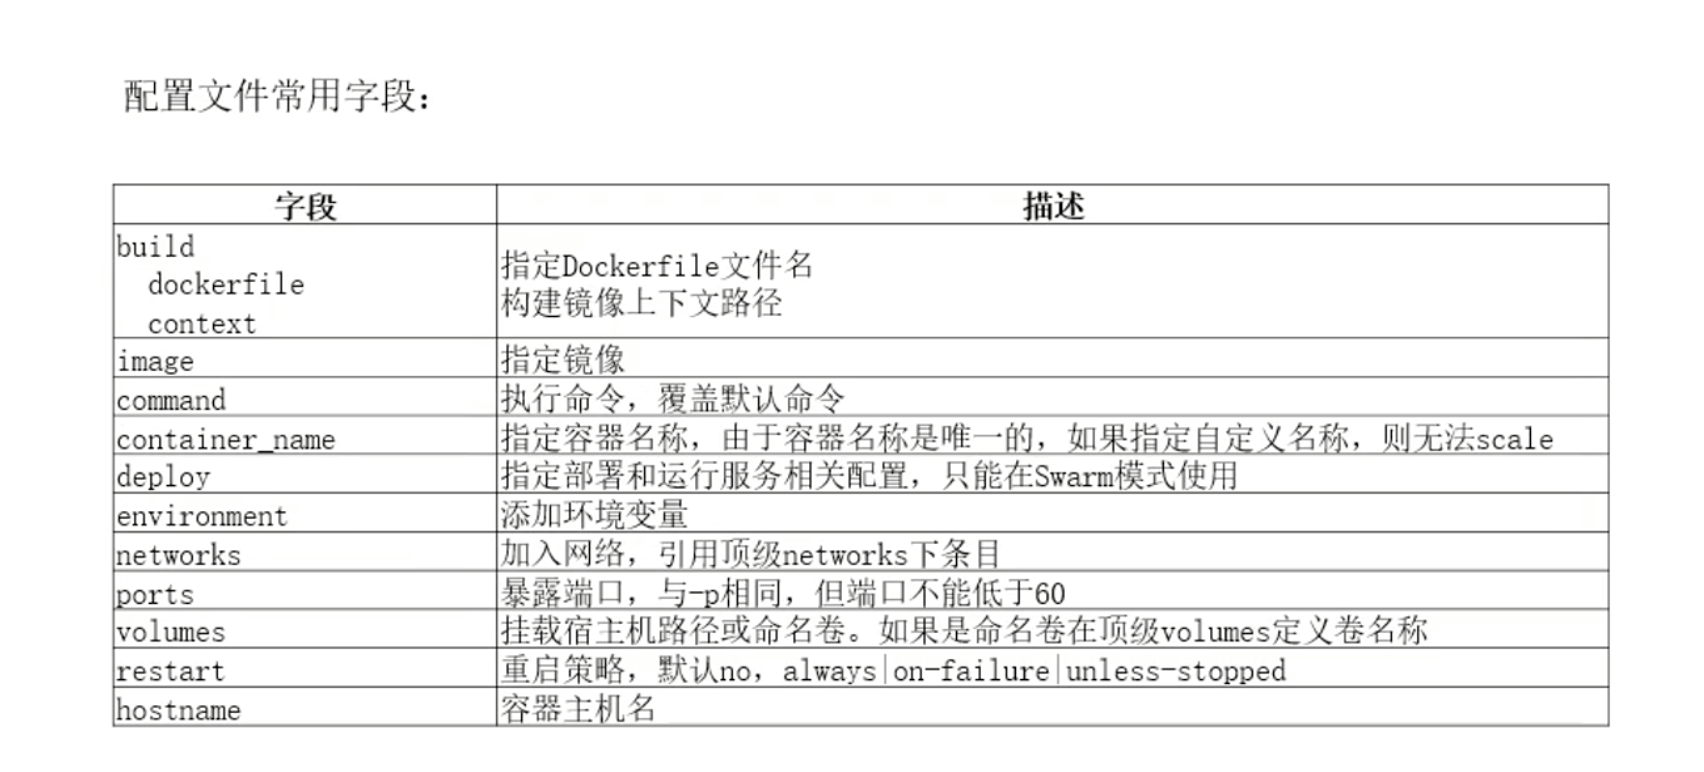 配置文件常用字段：
字段 描述
build
dockerfile
context
指定Dockerfile文件名
构建镜像上下文路径
image 指定镜像
command 执行命令，覆盖默认命令
container_name 指定容器名称，由于容器名称是唯一的，如果指定自定义名称，则无法scale
deploy 指定部署和运行服务相关配置，只能在Swarm模式使用
environment 添加环境变量
networks 加入网络，引用顶级networks下条目
ports 暴露端口，与-p相同，但端口不能低于60
volumes 挂载宿主机路径或命名卷。如果是命名卷在顶级volumes定义卷名称
restart 重启策略，默认no，always|on-failure|unless-stopped
hostname 容器主机名